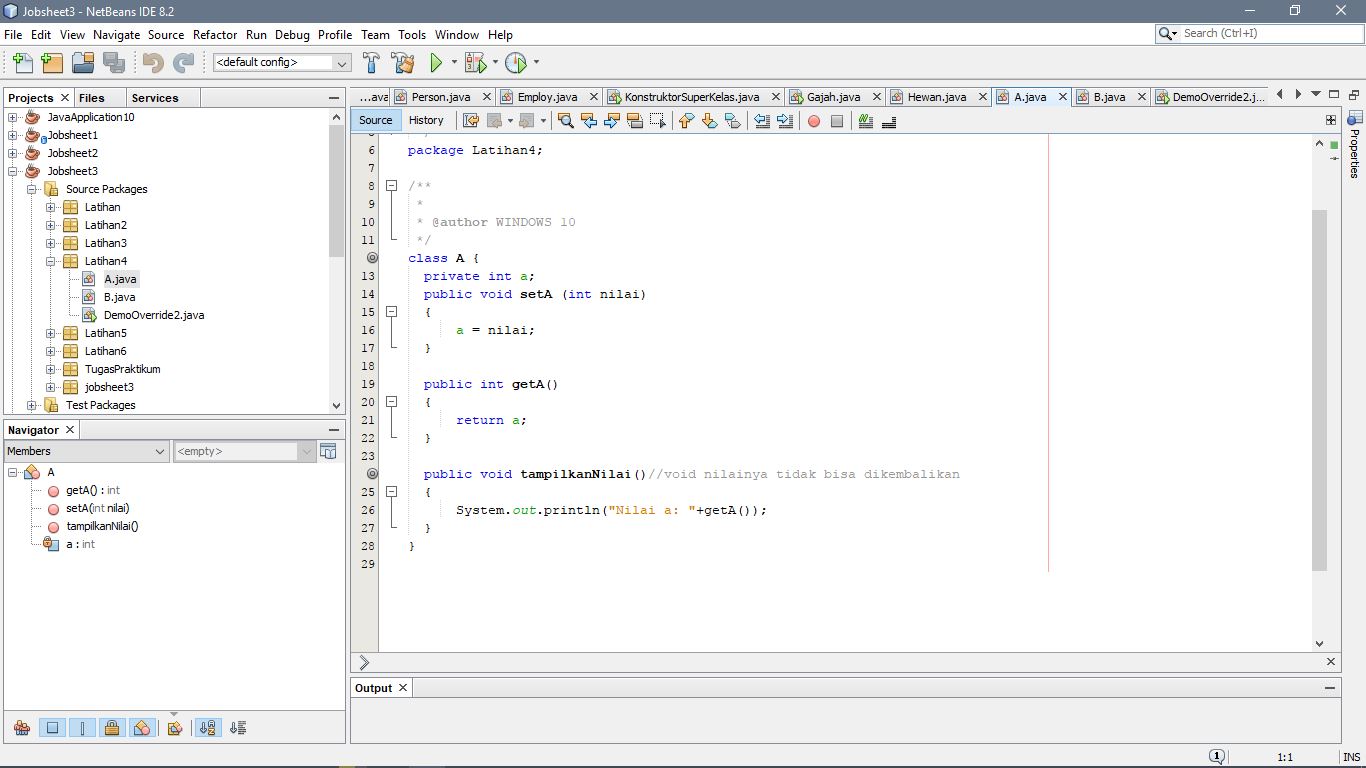 Jobsheet3 - NetBeans IDE 8.2
File Edit View Navigate Source Refactor Run Debug Profile Team Tools Window Help
Search (Ctrl+I)
<default config>
Projects Files Services
JavaApplication10
Jobsheet1
Jobsheet2
Jobsheet3
Source Packages
Latihan
Latihan2
Latihan3
Latihan4
A.java
B.java
DemoOverride2.java
Latihan5
Latihan6
TugasPraktikum
jobsheet3
Test Packages
Navigator
Members <empty>
A
getA() : int
setA(int nilai)
tampilkanNilai()
a : int
...ava Person.java Employ.java KonstruktorSuperKelas.java Gajah.java Hewan.java A.java B.java DemoOverride2.j...
Source History
6 package Latihan4;
7
8 /**
9 *
10 * @author WINDOWS 10
11 */
class A {
13 private int a;
14 public void setA (int nilai)
15 {
16 a = nilai;
17 }
18
19 public int getA()
20 {
21 return a;
22 }
23
public void tampilkanNilai()//void nilainya tidak bisa dikembalikan
25 {
26 System.out.println("Nilai a: "+getA());
27 }
28 }
29
Properties
Output
1 1:1 INS